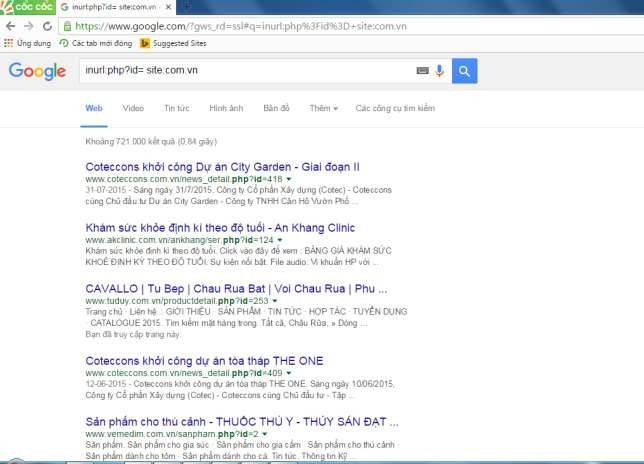 CỐC CỐC
inurl:php?id= site:com.vn -
https://www.google.com/?gws_rd=ssl#q=inurl:php%3Fid%3D+site:com.vn
Ứng dụng Các tab mới đóng Suggested Sites
Google inurl:php?id= site:com.vn
Web Video Tin tức Hình ảnh Bản đồ Thêm Các công cụ tìm kiếm
Khoảng 721.000 kết quả (0,84 giây)
Coteccons khởi công Dự án City Garden - Giai đoạn II
www.coteccons.com.vn/news_detail.php?id=418
31-07-2015 - Sáng ngày 31/7/2015, Công ty Cổ phần Xây dựng (Cotec) - Coteccons
cùng Chủ đầu tư Dự án City Garden - Công ty TNHH Căn Hộ Vườn Phố ...
Khám sức khỏe định kì theo độ tuổi - An Khang Clinic
www.akclinic.com.vn/ankhang/ser.php?id=124
Khám sức khỏe định kì theo độ tuổi. Click vào đây để xem : BẢNG GIÁ KHÁM SỨC
KHOẺ ĐỊNH KỲ THEO ĐỘ TUỔI. Sự kiện nổi bật. File audio: Vi khuẩn HP với ...
CAVALLO | Tu Bep | Chau Rua Bat | Voi Chau Rua | Phu ...
www.tuduy.com.vn/productdetail.php?id=253
Trang chủ · Liên hệ. . GIỚI THIỆU · SẢN PHẨM · TIN TỨC · HỢP TÁC · TUYỂN DỤNG
· CATALOGUE 2015. Tìm kiếm mặt hàng trong. Tất cả, Chậu Rửa, » Dòng ...
Bạn đã truy cập trang này.
Coteccons khởi công dự án tòa tháp THE ONE
www.coteccons.com.vn/news_detail.php?id=409
12-06-2015 - Coteccons khởi công dự án tòa tháp THE ONE. Sáng ngày 10/06/2015,
Công ty Cổ phần Xây dựng (Cotec) - Coteccons cùng Chủ đầu tư - Tập ...
Sản phẩm cho thú cảnh - THUỐC THÚ Y - THỦY SẢN ĐẠT ...
www.vemedim.com.vn/sanpham.php?id=2
Sản phẩm. Sản phẩm cho gia súc · Sản phẩm cho gia cầm · Sản phẩm cho thú cảnh
Sản phẩm dành cho tôm · Sản phẩm dành cho cá. Tin tức. Thông tin Kỹ ...